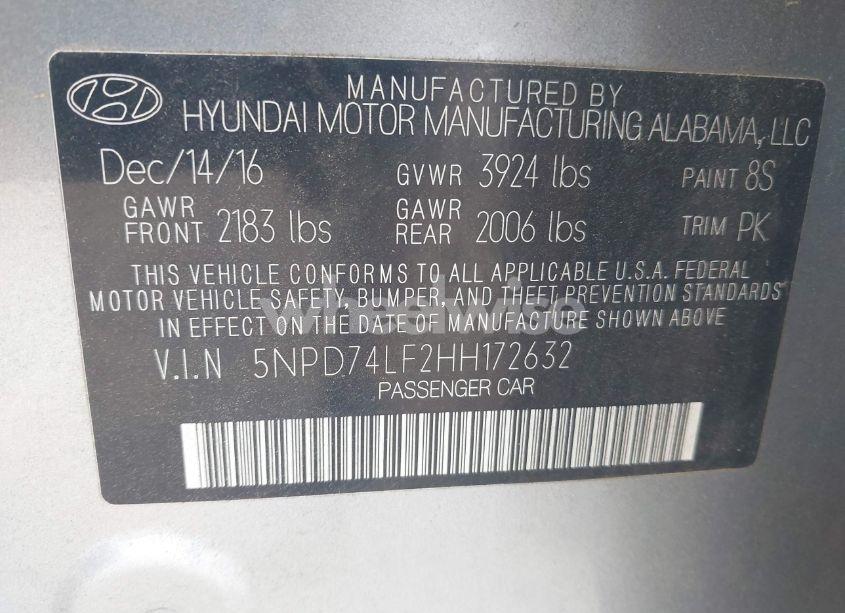 MANUFACTURED BY
HYUNDAI MOTOR MANUFACTURING ALABAMA, LLC
Dec/14/16 GVWR 3924 lbs PAINT 8S
GAWR FRONT 2183 lbs GAWR REAR 2006 lbs TRIM PK
THIS VEHICLE CONFORMS TO ALL APPLICABLE U.S.A. FEDERAL
MOTOR VEHICLE SAFETY, BUMPER, AND THEFT PREVENTION STANDARDS
wheelwise
IN EFFECT ON THE DATE OF MANUFACTURE SHOWN ABOVE
V.I.N 5NPD74LF2HH172632
PASSENGER CAR